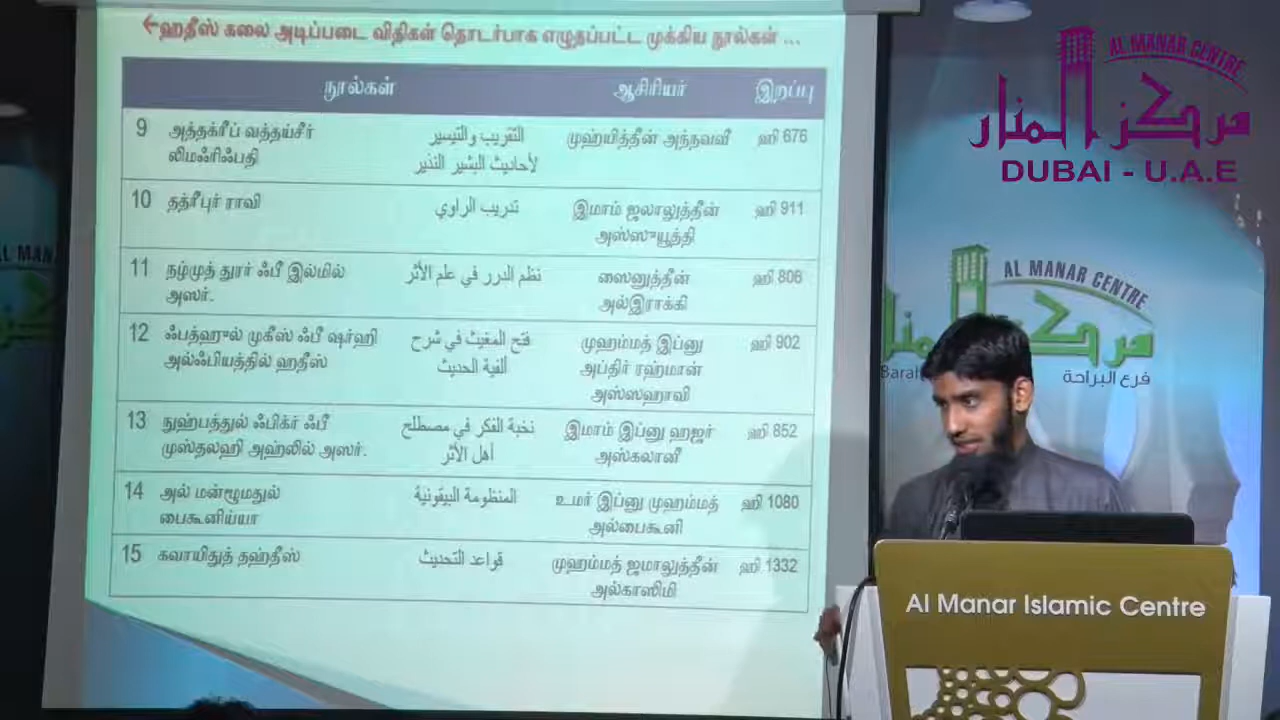 ←ஹதீஸ் கலை அடிப்படை விதிகள் தொடர்பாக எழுதப்பட்ட முக்கிய நூல்கள் ...
நூல்கள் ஆசிரியர் இறப்பு
9 அத்தக்ரீப் வத்தய்சீர் التقريب والتيسير முஹ்யித்தீன் அந்நவவீ ஹி 676
லிமஃரிஃபதி لأحاديث البشير النذير
10 தத்ரீபுர் ராவி تدريب الراوي இமாம் ஜலாலுத்தீன் ஹி 911
அஸ்ஸுயூத்தி
11 நழ்முத் துரர் ஃபீ இல்மில் نظم الدرر في علم الأثر ஸைனுத்தீன் ஹி 806
அஸர். அல்இராக்கி
12 ஃபத்ஹுல் முகீஸ் ஃபீ ஷர்ஹி فتح المغيث في شرح முஹம்மத் இப்னு ஹி 902
அல்ஃபியத்தில் ஹதீஸ் ألفية الحديث அப்திர் ரஹ்மான்
அஸ்ஸஹாவி
13 நுஹ்பத்துல் ஃபிக்ர் ஃபீ نخبة الفكر في مصطلح இமாம் இப்னு ஹஜர் ஹி 852
முஸ்தலஹி அஹ்லில் அஸர். أهل الأثر அஸ்கலானீ
14 அல் மன்ழூமதுல் المنظومة البيقونية உமர் இப்னு முஹம்மத் ஹி 1080
பைகூனிய்யா அல்பைகூனி
15 கவாயிதுத் தஹ்தீஸ் قواعد التحديث முஹம்மத் ஜமாலுத்தீன் ஹி 1332
அல்காஸிமி
AL MANAR CENTRE
مركز المنار
DUBAI - U.A.E
AL MANAR CENTRE
مركز المنار
فرع البراحة
Al Manar Islamic Centre